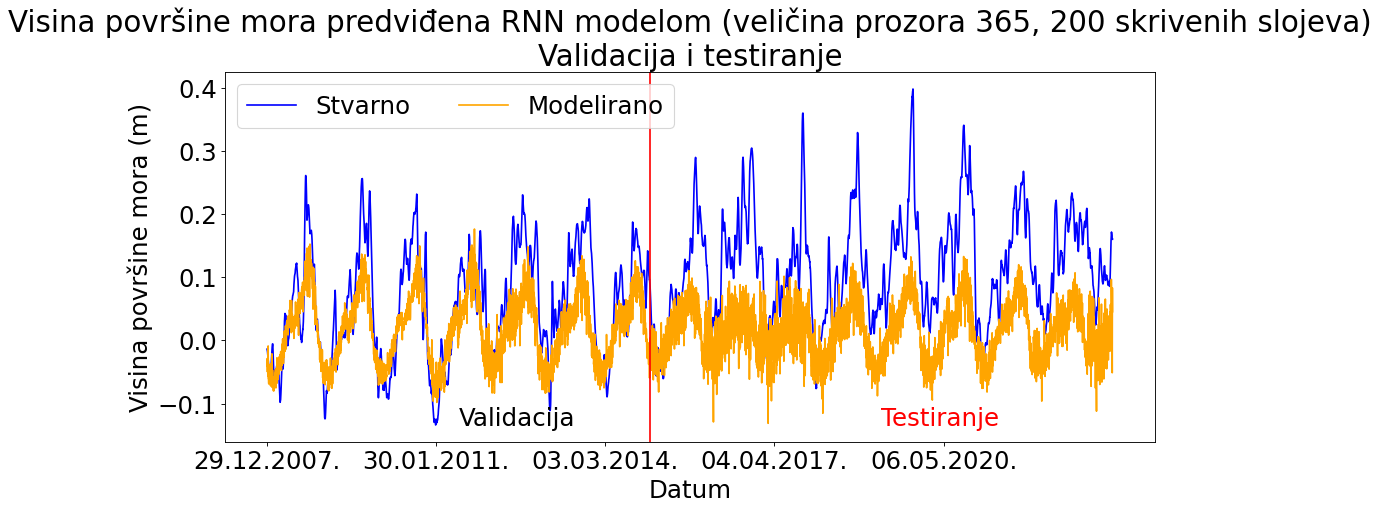 Visina površine mora predviđena RNN modelom (veličina prozora 365, 200 skrivenih slojeva)
Validacija i testiranje
Stvarno
Modelirano
Visina površine mora (m)
0.4
0.3
0.2
0.1
0.0
−0.1
Validacija
Testiranje
29.12.2007.
30.01.2011.
03.03.2014.
04.04.2017.
06.05.2020.
Datum